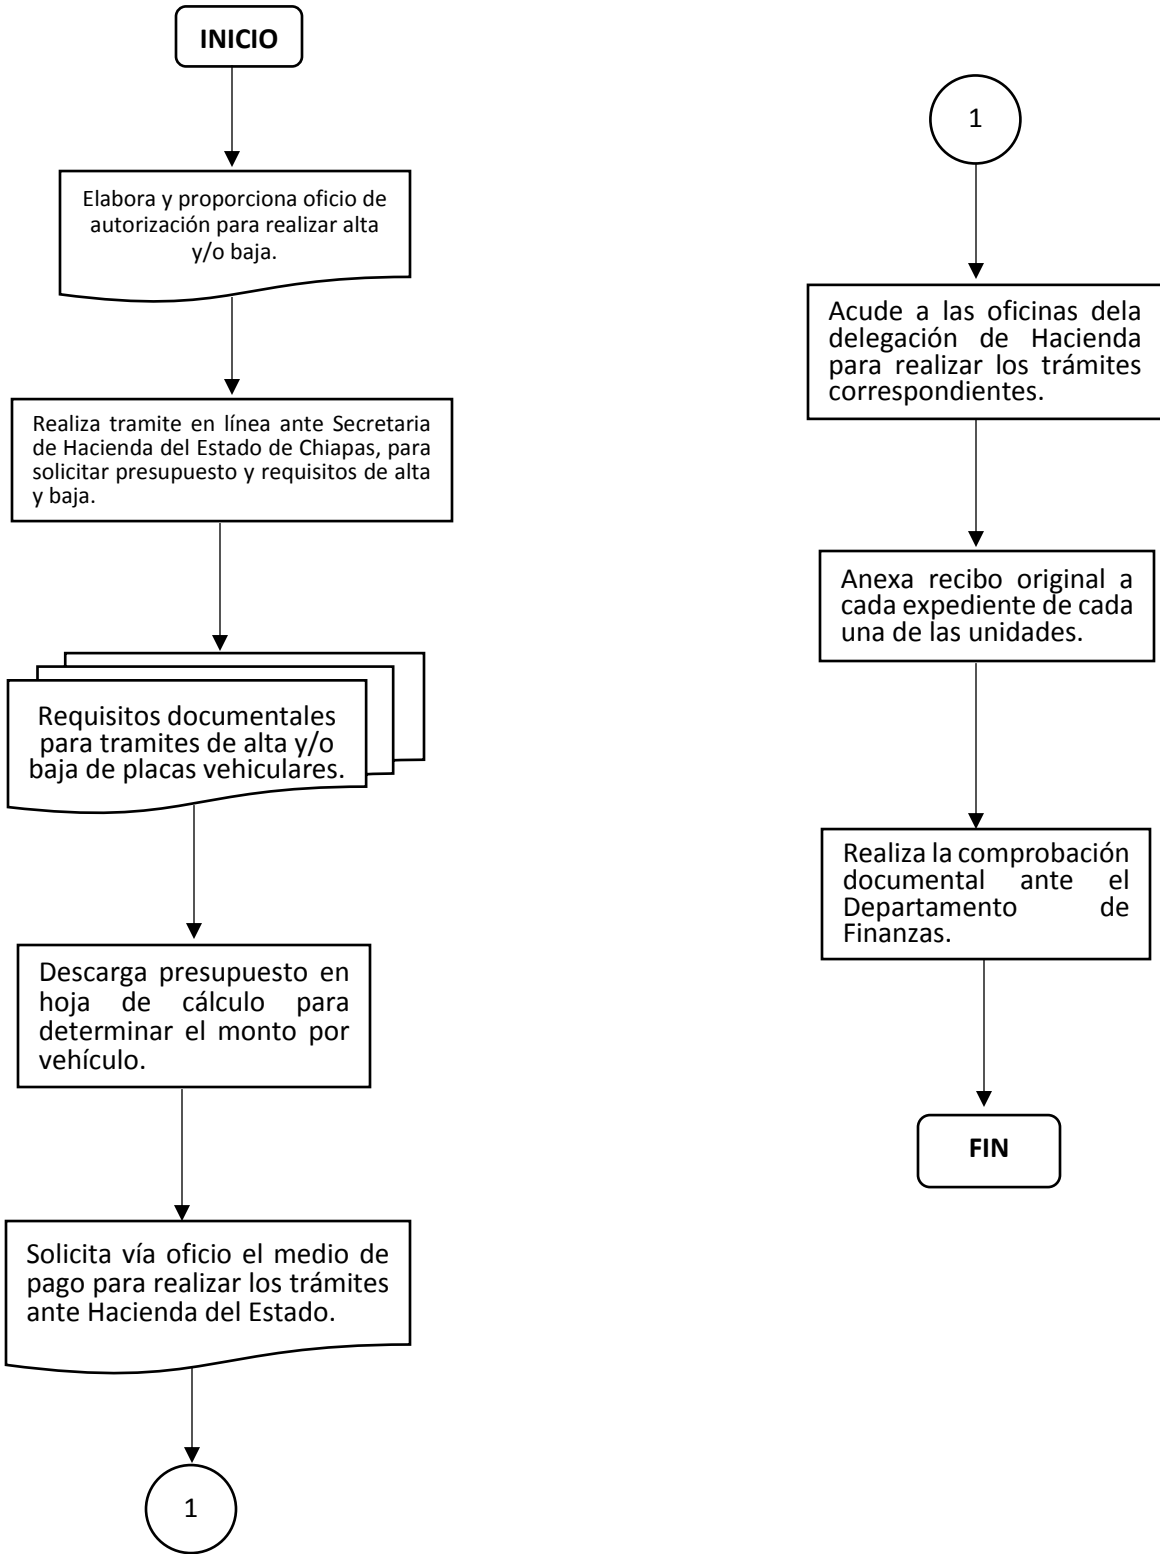 INICIO
Elabora y proporciona oficio de
autorización para realizar alta
y/o baja.
Realiza tramite en línea ante Secretaria
de Hacienda del Estado de Chiapas, para
solicitar presupuesto y requisitos de alta
y baja.
Requisitos documentales
para tramites de alta y/o
baja de placas vehiculares.
Descarga presupuesto en
hoja de cálculo para
determinar el monto por
vehículo.
Solicita vía oficio el medio de
pago para realizar los trámites
ante Hacienda del Estado.
1
1
Acude a las oficinas dela
delegación de Hacienda
para realizar los trámites
correspondientes.
Anexa recibo original a
cada expediente de cada
una de las unidades.
Realiza la comprobación
documental ante el
Departamento de
Finanzas.
FIN